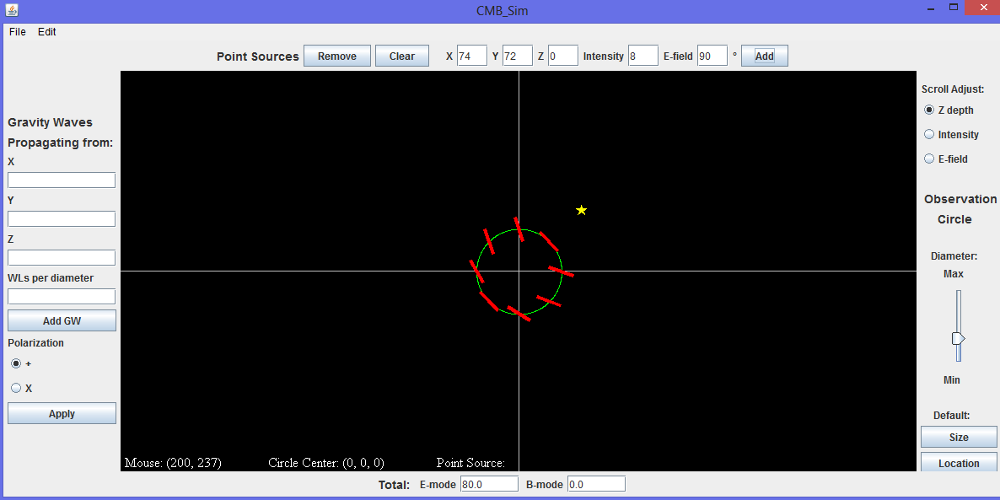 CMB_Sim
File Edit
Point Sources Remove Clear X 74 Y 72 Z 0 Intensity 8 E-field 90 ° Add
Gravity Waves
Propagating from:
X
Y
Z
WLs per diameter
Add GW
Polarization
+
X
Apply
Mouse: (200, 237) Circle Center: (0, 0, 0) Point Source:
Scroll Adjust:
Z depth
Intensity
E-field
Observation
Circle
Diameter:
Max
Min
Default:
Size
Location
Total: E-mode 80.0 B-mode 0.0